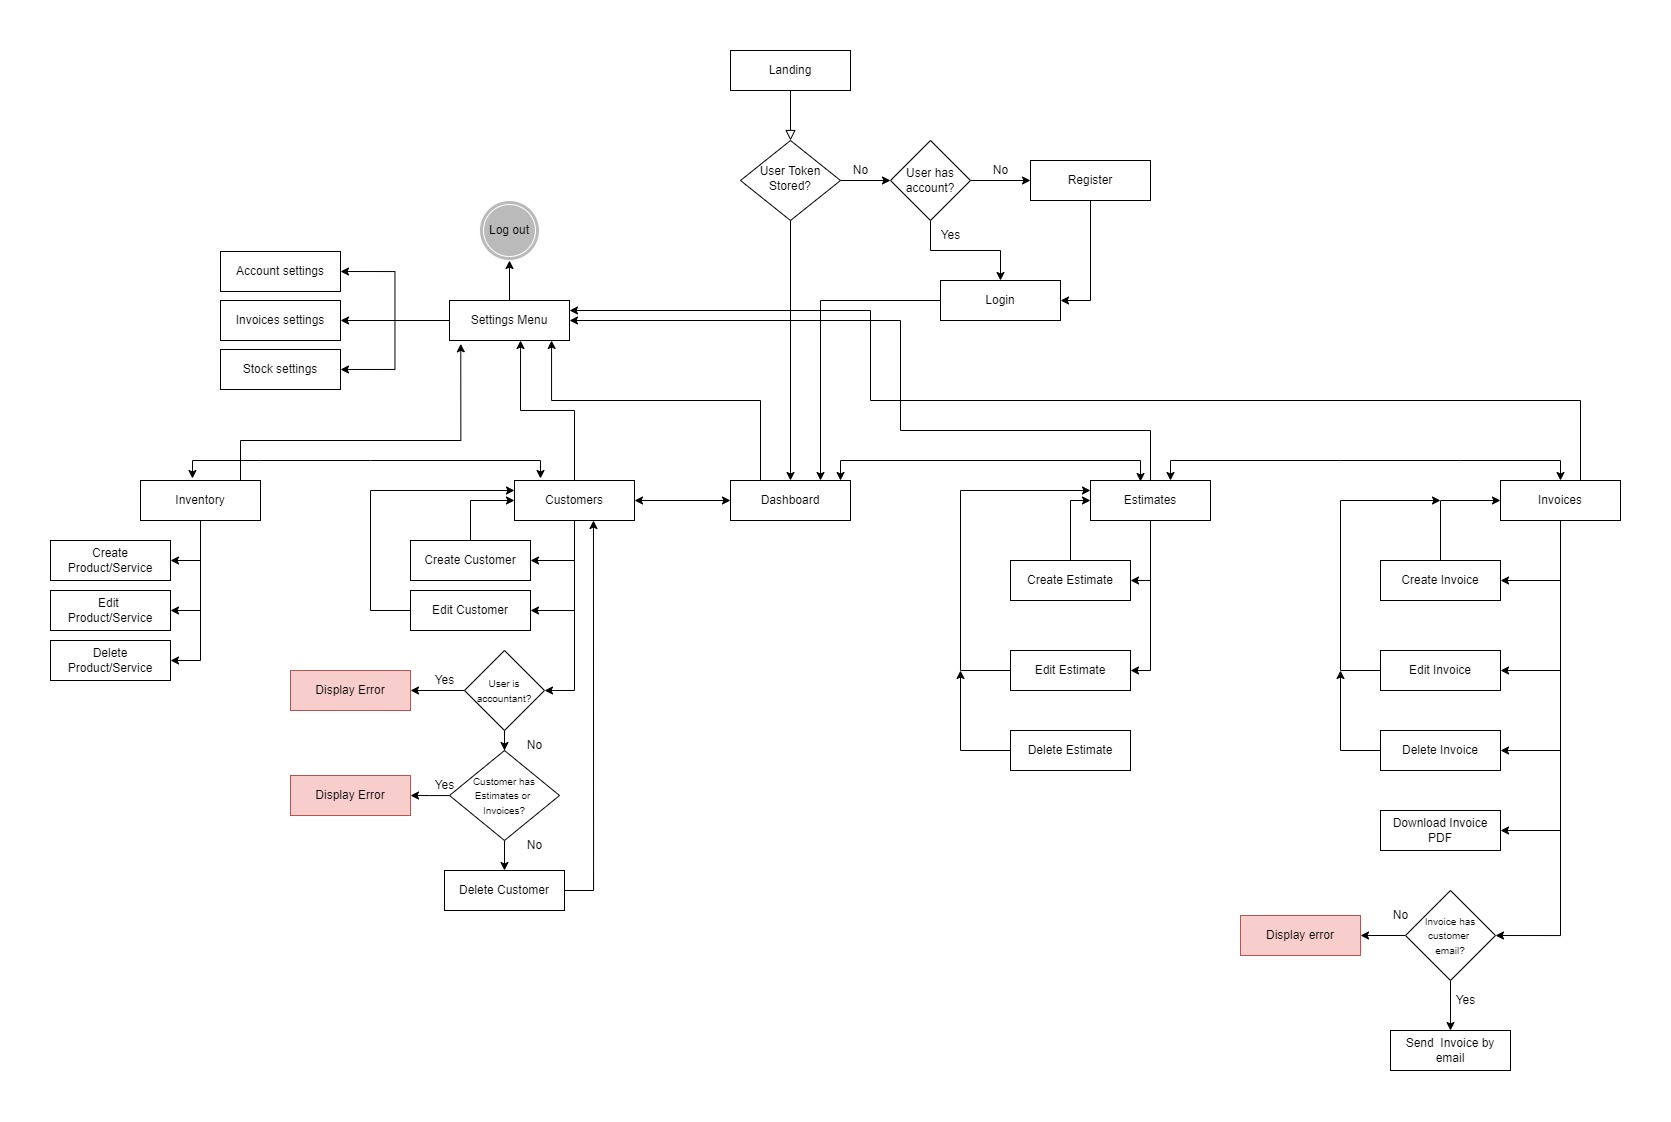 Landing
User Token
Stored?
No
User has
account?
No
Register
Yes
Log out
Account settings
Invoices settings
Settings Menu
Login
Stock settings
Inventory
Customers
Dashboard
Estimates
Invoices
Create
Product/Service
Edit
Product/Service
Delete
Product/Service
Create Customer
Edit Customer
User is
accountant?
Yes
Display Error
No
Customer has
Estimates or
Invoices?
Yes
Display Error
No
Delete Customer
Create Estimate
Edit Estimate
Delete Estimate
Create Invoice
Edit Invoice
Delete Invoice
Download Invoice
PDF
Invoice has
customer
email?
No
Display error
Yes
Send  Invoice by
email